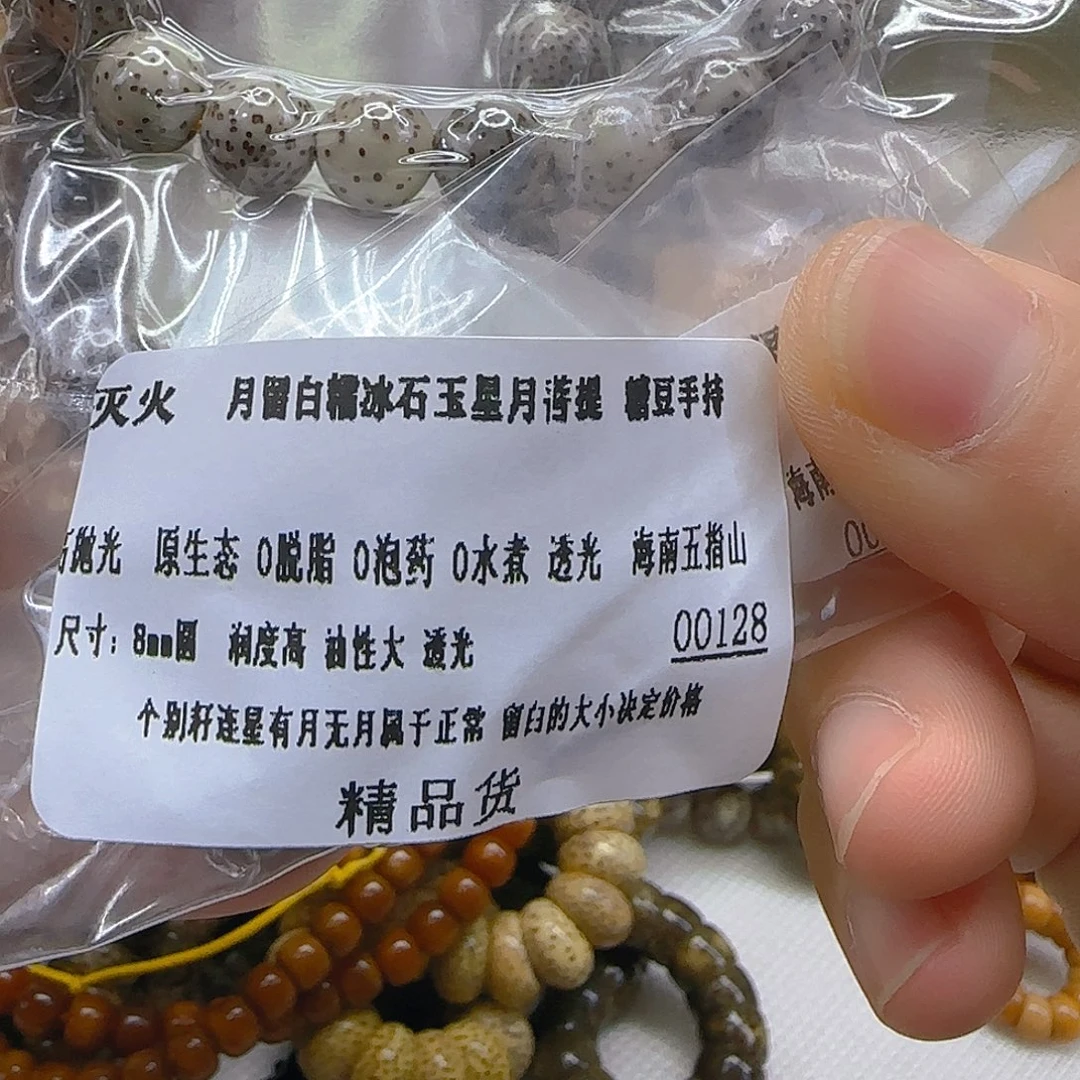 灭火 月留白糯冰石玉星月菩提 糖豆手持
抛光 原生态 0脱脂 0泡药 0水煮 透光 海南五指山
尺寸：8mm圆 润度高 油性大 透光
00128
个别籽连星有月无月属于正常 留白的大小决定价格
精品货
海南
00